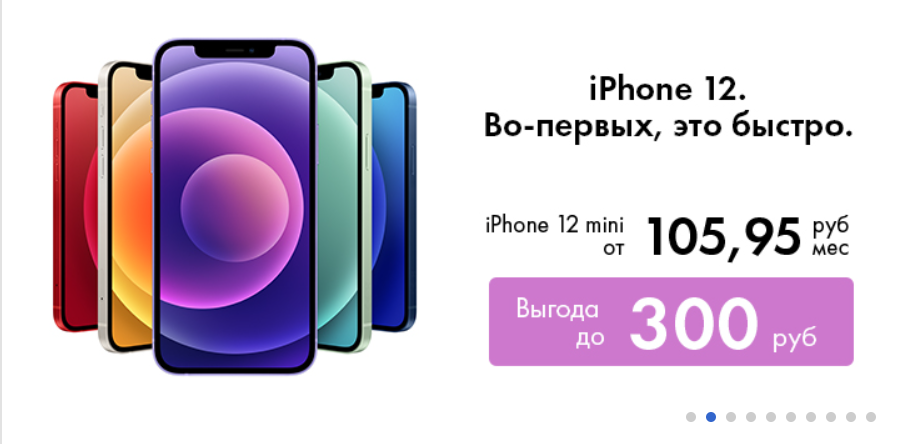 iPhone 12.
Во-первых, это быстро.
iPhone 12 mini
от 105,95 руб
мес
Выгода
до 300 руб